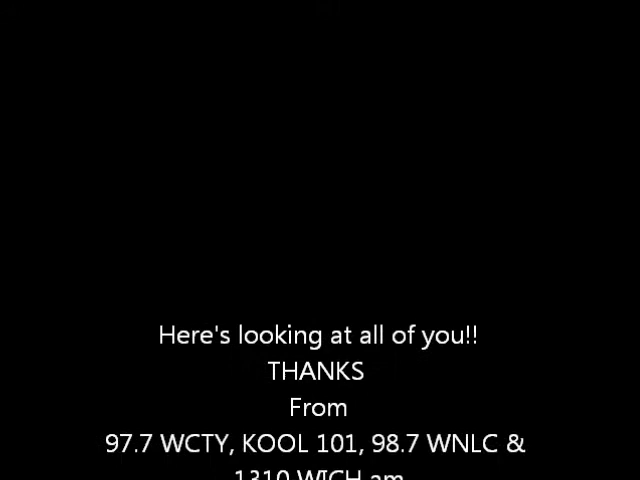 Here's looking at all of you!!
THANKS
From
97.7 WCTY, KOOL 101, 98.7 WNLC &
1310 WICH am